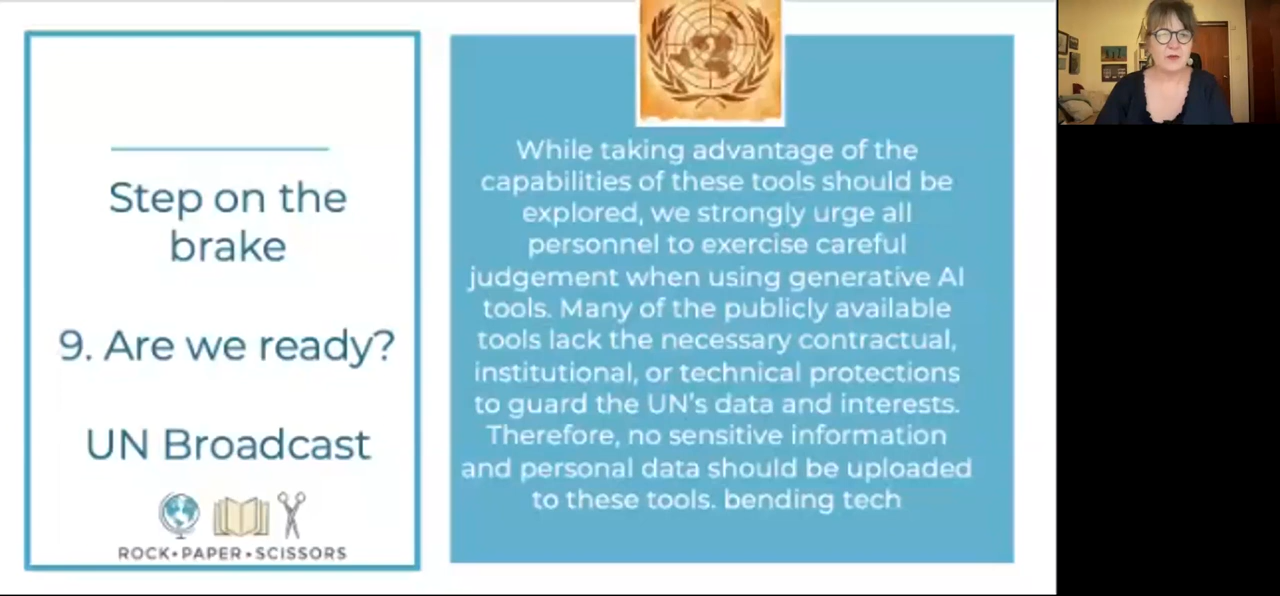 Step on the
brake
9. Are we ready?
UN Broadcast
ROCK•PAPER•SCISSORS
While taking advantage of the
capabilities of these tools should be
explored, we strongly urge all
personnel to exercise careful
judgement when using generative AI
tools. Many of the publicly available
tools lack the necessary contractual,
institutional, or technical protections
to guard the UN's data and interests.
Therefore, no sensitive information
and personal data should be uploaded
to these tools. bending tech